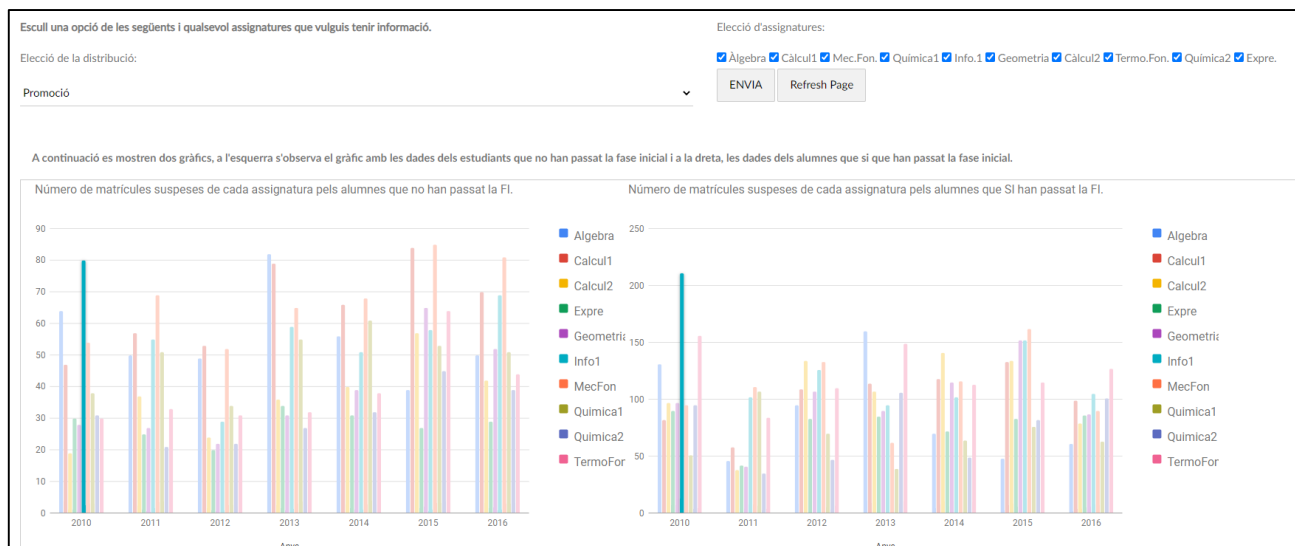 Escull una opció de les següents i qualsevol assignatures que vulguis tenir informació.
Elecció d'assignatures:
Elecció de la distribució:
Àlgebra Càlcul1 Mec.Fon. Química1 Info.1 Geometria Càlcul2 Termo.Fon. Química2 Expre.
Promoció
ENVIA Refresh Page
A continuació es mostren dos gràfics, a l'esquerra s'observa el gràfic amb les dades dels estudiants que no han passat la fase inicial i a la dreta, les dades dels alumnes que si que han passat la fase inicial.
Número de matrícules suspeses de cada assignatura pels alumnes que no han passat la FI.
90
80
70
60
50
40
30
20
10
0
2010 2011 2012 2013 2014 2015 2016
Algebra
Calcul1
Calcul2
Expre
Geometria
Info1
MecFon
Quimica1
Quimica2
TermoFor
Número de matrícules suspeses de cada assignatura pels alumnes que SI han passat la FI.
250
200
150
100
50
0
2010 2011 2012 2013 2014 2015 2016
Algebra
Calcul1
Calcul2
Expre
Geometria
Info1
MecFon
Quimica1
Quimica2
TermoFor